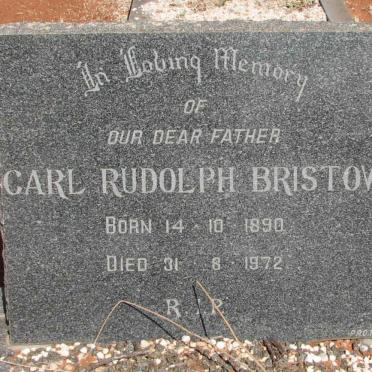 In Loving Memory
OF
OUR DEAR FATHER
CARL RUDOLPH BRISTOW
BORN 14 - 10 - 1890
DIED 31 - 8 - 1972
R . P